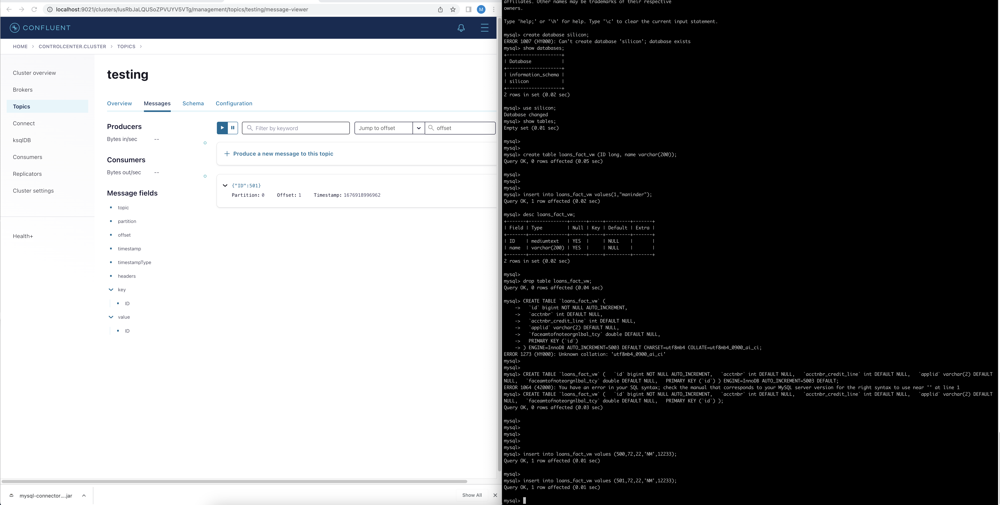 localhost:9021/clusters/lusRbJaLQUSoZPVUYV5VTg/management/topics/testing/message-viewer
M
CONFLUENT
HOME > CONTROLCENTER.CLUSTER > TOPICS >
Cluster overview
Brokers
Topics
Connect
ksqlDB
Consumers
Replicators
Cluster settings
Health+
testing
Overview Messages Schema Configuration
Producers
Bytes in/sec --
Consumers
Bytes out/sec --
Message fields
topic
partition
offset
timestamp
timestampType
headers
key
ID
value
ID
Filter by keyword
Jump to offset
offset
+ Produce a new message to this topic
{"ID":501}
Partition: 0 Offset: 1 Timestamp: 1676918996962
mysql-connector....jar
Show All
affiliates. Other names may be trademarks of their respective
owners.
Type 'help;' or '\h' for help. Type '\c' to clear the current input statement.
mysql> create database silicon;
ERROR 1007 (HY000): Can't create database 'silicon'; database exists
mysql> show databases;
+--------------------+
| Database           |
+--------------------+
| information_schema |
| silicon            |
+--------------------+
2 rows in set (0.02 sec)
mysql> use silicon;
Database changed
mysql> show tables;
Empty set (0.01 sec)
mysql>
mysql>
mysql> create table loans_fact_vw (ID long, name varchar(200));
Query OK, 0 rows affected (0.05 sec)
mysql>
mysql>
mysql>
mysql> insert into loans_fact_vw values(1,"maninder");
Query OK, 1 row affected (0.02 sec)
mysql> desc loans_fact_vw;
+-------+--------------+------+-----+---------+-------+
| Field | Type         | Null | Key | Default | Extra |
+-------+--------------+------+-----+---------+-------+
| ID    | mediumtext   | YES  |     | NULL    |       |
| name  | varchar(200) | YES  |     | NULL    |       |
+-------+--------------+------+-----+---------+-------+
2 rows in set (0.02 sec)
mysql>
mysql> drop table loans_fact_vw;
Query OK, 0 rows affected (0.04 sec)
mysql> CREATE TABLE `loans_fact_vw` (
    ->   `id` bigint NOT NULL AUTO_INCREMENT,
    ->   `acctnbr` int DEFAULT NULL,
    ->   `acctnbr_credit_line` int DEFAULT NULL,
    ->   `applid` varchar(2) DEFAULT NULL,
    ->   `faceamtofnoteorgnlbal_tcy` double DEFAULT NULL,
    ->   PRIMARY KEY (`id`)
    -> ) ENGINE=InnoDB AUTO_INCREMENT=5003 DEFAULT CHARSET=utf8mb4 COLLATE=utf8mb4_0900_ai_ci;
ERROR 1273 (HY000): Unknown collation: 'utf8mb4_0900_ai_ci'
mysql>
mysql>
mysql> CREATE TABLE `loans_fact_vw` (   `id` bigint NOT NULL AUTO_INCREMENT,   `acctnbr` int DEFAULT NULL,   `acctnbr_credit_line` int DEFAULT NULL,   `applid` varchar(2) DEFAULT
NULL,   `faceamtofnoteorgnlbal_tcy` double DEFAULT NULL,   PRIMARY KEY (`id`) ) ENGINE=InnoDB AUTO_INCREMENT=5003 DEFAULT;
ERROR 1064 (42000): You have an error in your SQL syntax; check the manual that corresponds to your MySQL server version for the right syntax to use near '' at line 1
mysql> CREATE TABLE `loans_fact_vw` (   `id` bigint NOT NULL AUTO_INCREMENT,   `acctnbr` int DEFAULT NULL,   `acctnbr_credit_line` int DEFAULT NULL,   `applid` varchar(2) DEFAULT
NULL,   `faceamtofnoteorgnlbal_tcy` double DEFAULT NULL,   PRIMARY KEY (`id`) );
Query OK, 0 rows affected (0.03 sec)
mysql>
mysql>
mysql>
mysql>
mysql>
mysql> insert into loans_fact_vw values (500,72,22,'NM',12233);
Query OK, 1 row affected (0.01 sec)
mysql>
mysql> insert into loans_fact_vw values (501,72,22,'NM',12233);
Query OK, 1 row affected (0.01 sec)
mysql>